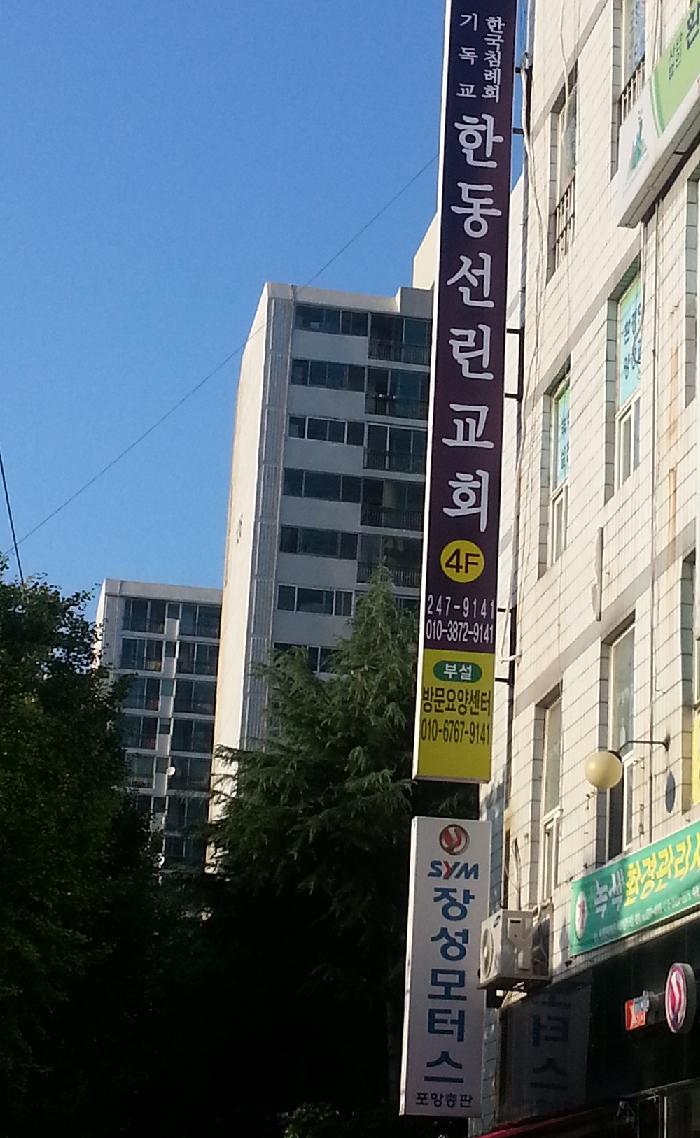 기독교
한국침례회
한동선린교회
4F
247-9141
010-3872-9141
부설
방문요양센터
010-6767-9141
SYM
장성모터스
포항총판
녹색환경관리